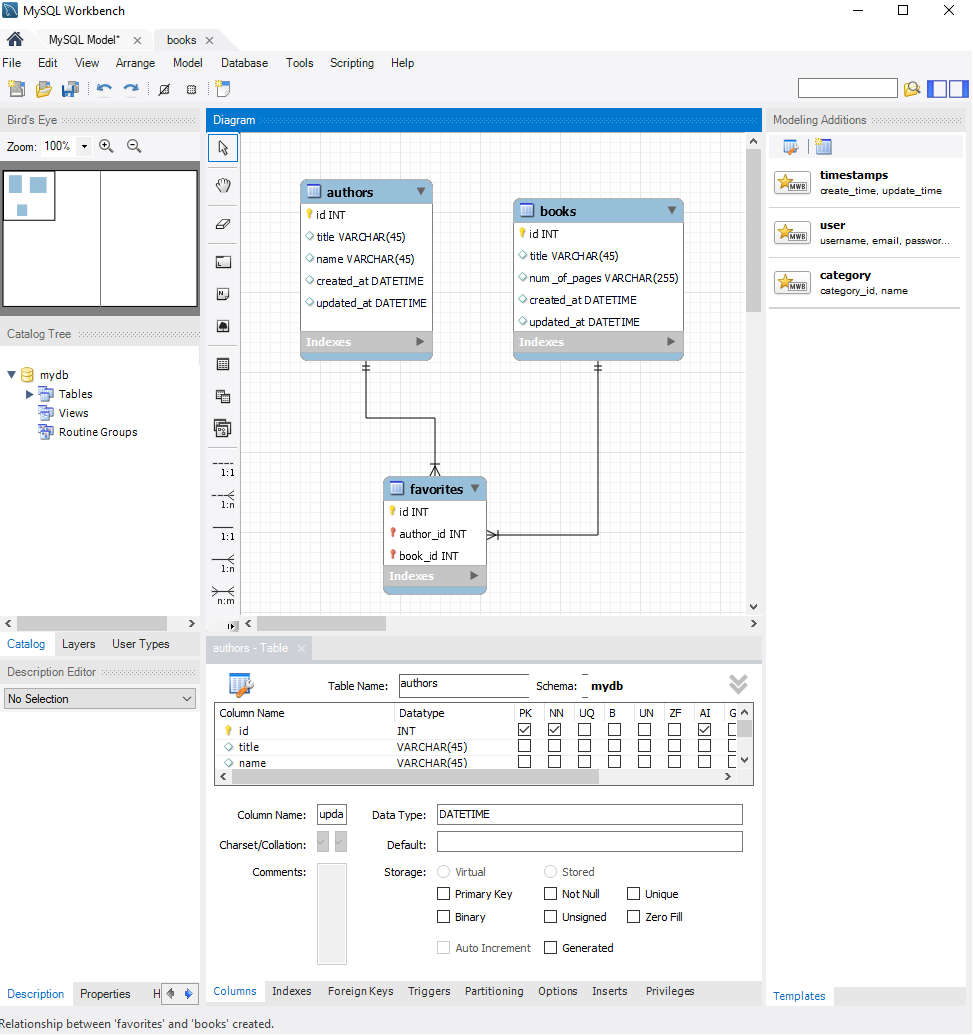 MySQL Workbench
MySQL Model* books
File Edit View Arrange Model Database Tools Scripting Help
Bird's Eye
Zoom: 100%
Catalog Tree
mydb
Tables
Views
Routine Groups
Catalog Layers User Types
Description Editor
No Selection
Description Properties H
Diagram
1:1
1:n
1:1
1:n
n:m
authors
id INT
title VARCHAR(45)
name VARCHAR(45)
created_at DATETIME
updated_at DATETIME
Indexes
books
id INT
title VARCHAR(45)
num_of_pages VARCHAR(255)
created_at DATETIME
updated_at DATETIME
Indexes
favorites
id INT
author_id INT
book_id INT
Indexes
authors - Table
Table Name: authors Schema: mydb
Column Name Datatype PK NN UQ B UN ZF AI G
id INT
title VARCHAR(45)
name VARCHAR(45)
Column Name: upda Data Type: DATETIME
Charset/Collation: Default:
Comments: Storage: Virtual Stored
Primary Key Not Null Unique
Binary Unsigned Zero Fill
Auto Increment Generated
Columns Indexes Foreign Keys Triggers Partitioning Options Inserts Privileges
Modeling Additions
MWB
timestamps
create_time, update_time
MWB
user
username, email, passwor...
MWB
category
category_id, name
Templates
Relationship between 'favorites' and 'books' created.